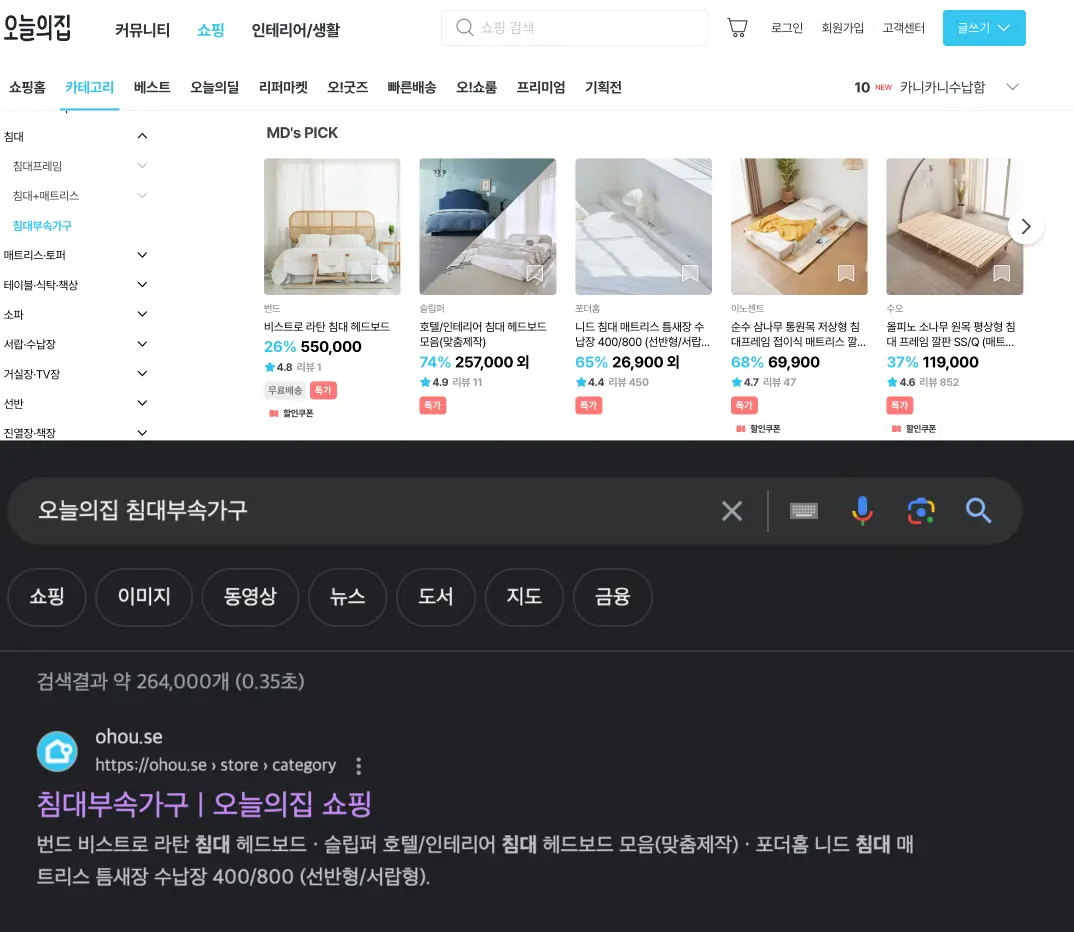 오늘의집
커뮤니티 쇼핑 인테리어/생활
쇼핑 검색
로그인 회원가입 고객센터
글쓰기
쇼핑홈 카테고리 베스트 오늘의딜 리퍼마켓 오!굿즈 빠른배송 오!쇼룸 프리미엄 기획전
10 NEW 카니카니수납함
침대
침대프레임
침대+매트리스
침대부속가구
매트리스·토퍼
테이블·식탁·책상
소파
서랍·수납장
거실장·TV장
선반
진열장·책장
MD's PICK
번드
비스트로 라탄 침대 헤드보드
26% 550,000
4.8 리뷰 1
무료배송 특가
할인쿠폰
슬립퍼
호텔/인테리어 침대 헤드보드
모음(맞춤제작)
74% 257,000 외
4.9 리뷰 11
특가
포더홈
니드 침대 매트리스 틈새장 수
납장 400/800 (선반형/서랍...
65% 26,900 외
4.4 리뷰 450
특가
이노센트
순수 삼나무 통원목 저상형 침
대프레임 접이식 매트리스 깔...
68% 69,900
4.7 리뷰 47
특가
할인쿠폰
수오
올피노 소나무 원목 평상형 침
대 프레임 깔판 SS/Q (매트...
37% 119,000
4.6 리뷰 852
특가
할인쿠폰
오늘의집 침대부속가구
쇼핑 이미지 동영상 뉴스 도서 지도 금융
검색결과 약 264,000개 (0.35초)
ohou.se
https://ohou.se › store › category
침대부속가구 | 오늘의집 쇼핑
번드 비스트로 라탄 침대 헤드보드 · 슬립퍼 호텔/인테리어 침대 헤드보드 모음(맞춤제작) · 포더홈 니드 침대 매
트리스 틈새장 수납장 400/800 (선반형/서랍형).